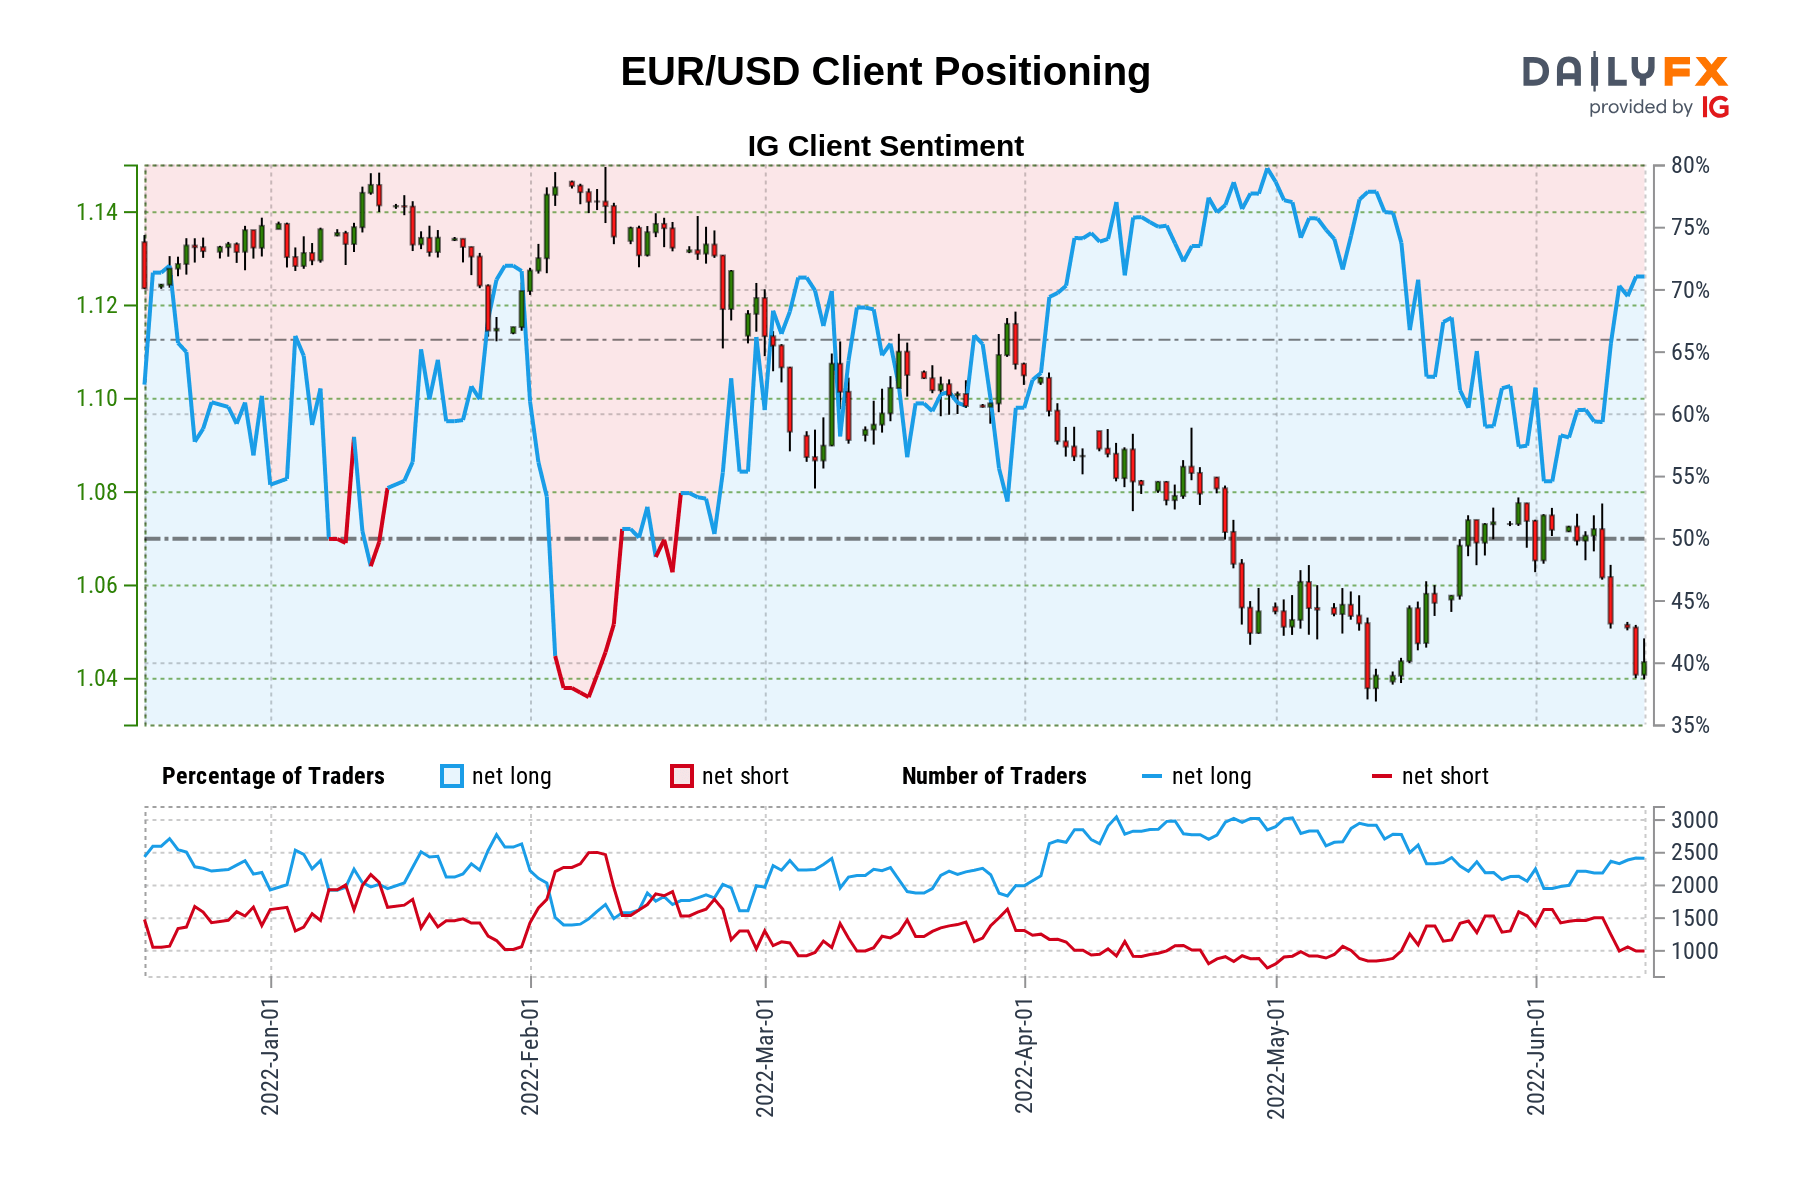 EUR/USD Client Positioning
DAILYFX
provided by IG
IG Client Sentiment
1.14
1.12
1.10
1.08
1.06
1.04
80%
75%
70%
65%
60%
55%
50%
45%
40%
35%
Percentage of Traders net long net short Number of Traders net long net short
3000
2500
2000
1500
1000
2022-Jan-01
2022-Feb-01
2022-Mar-01
2022-Apr-01
2022-May-01
2022-Jun-01